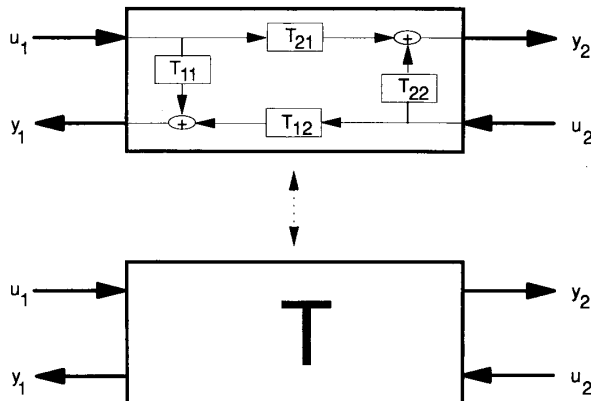 u₁ T₂₁ + y₂
T₁₁ T₂₂
y₁ + T₁₂ u₂
u₁ T y₂
y₁ u₂